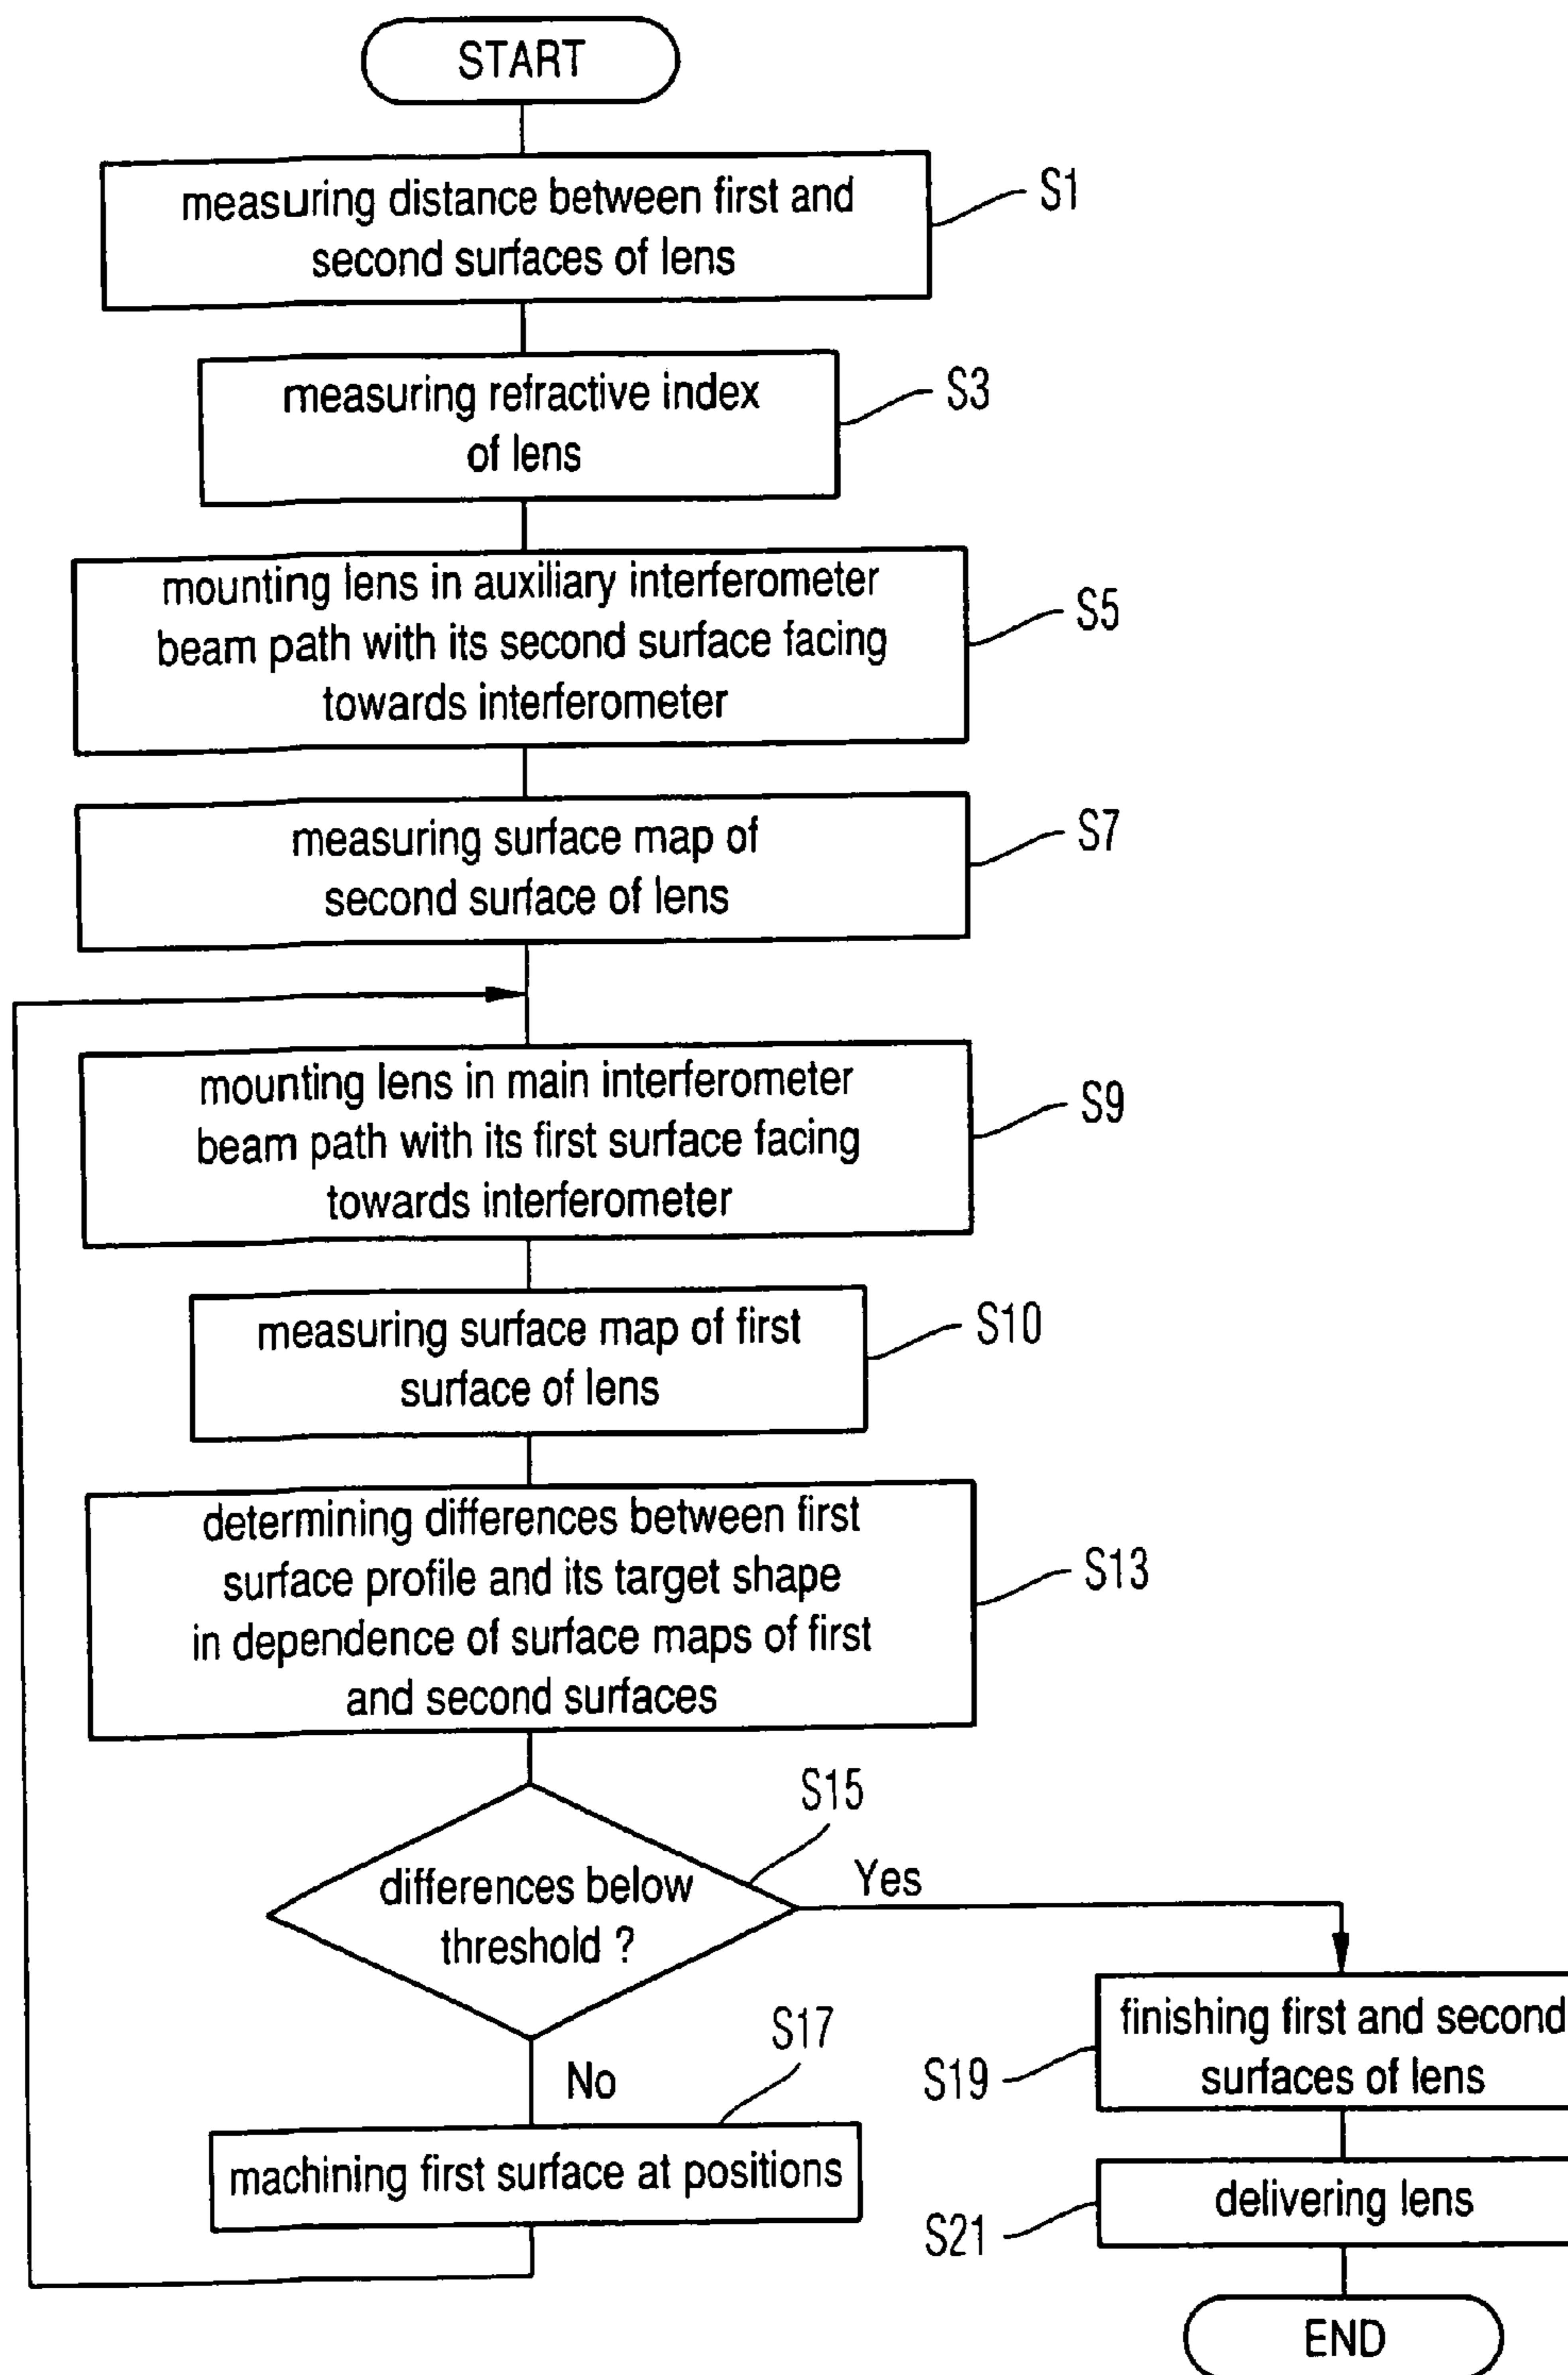 START
measuring distance between first and
second surfaces of lens
S1
measuring refractive index
of lens
S3
mounting lens in auxiliary interferometer
beam path with its second surface facing
towards interferometer
S5
measuring surface map of
second surface of lens
S7
mounting lens in main interferometer
beam path with its first surface facing
towards interferometer
S9
measuring surface map of first
surface of lens
S10
determining differences between first
surface profile and its target shape
in dependence of surface maps of first
and second surfaces
S13
S15
differences below
threshold ?
Yes
No
S17
machining first surface at positions
finishing first and second
surfaces of lens
S19
delivering lens
S21
END